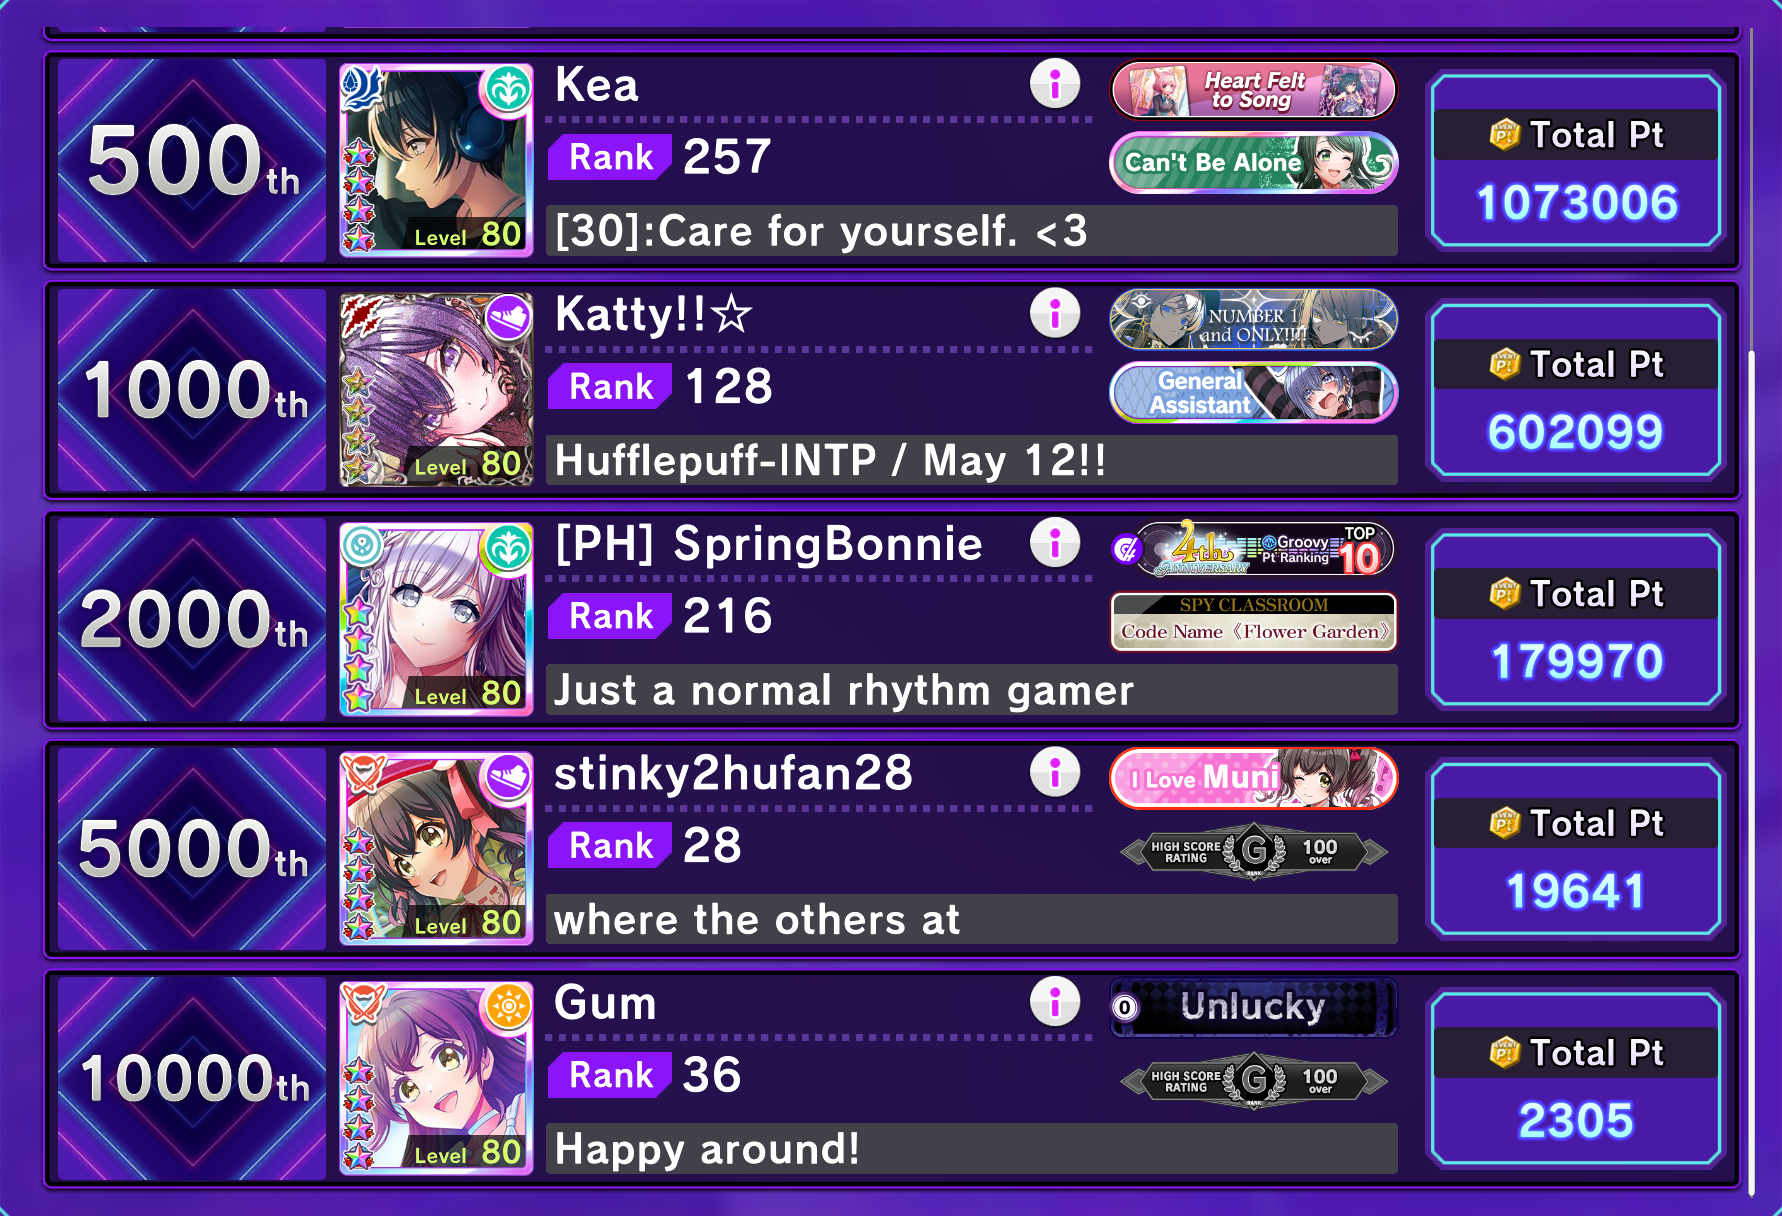 500th
Level 80
Kea
Rank 257
[30]:Care for yourself. <3
Heart Felt
to Song
Can't Be Alone
Total Pt
1073006
1000th
Level 80
Katty!!☆
Rank 128
Hufflepuff-INTP / May 12!!
NUMBER 1
and ONLY!!!!
General
Assistant
Total Pt
602099
2000th
Level 80
[PH] SpringBonnie
Rank 216
Just a normal rhythm gamer
4th
ANNIVERSARY
Groovy
Pt Ranking
TOP
10
SPY CLASSROOM
Code Name《Flower Garden》
Total Pt
179970
5000th
Level 80
stinky2hufan28
Rank 28
where the others at
I Love Muni
HIGH SCORE
RATING
G
RANK
100
over
Total Pt
19641
10000th
Level 80
Gum
Rank 36
Happy around!
0
Unlucky
HIGH SCORE
RATING
G
RANK
100
over
Total Pt
2305